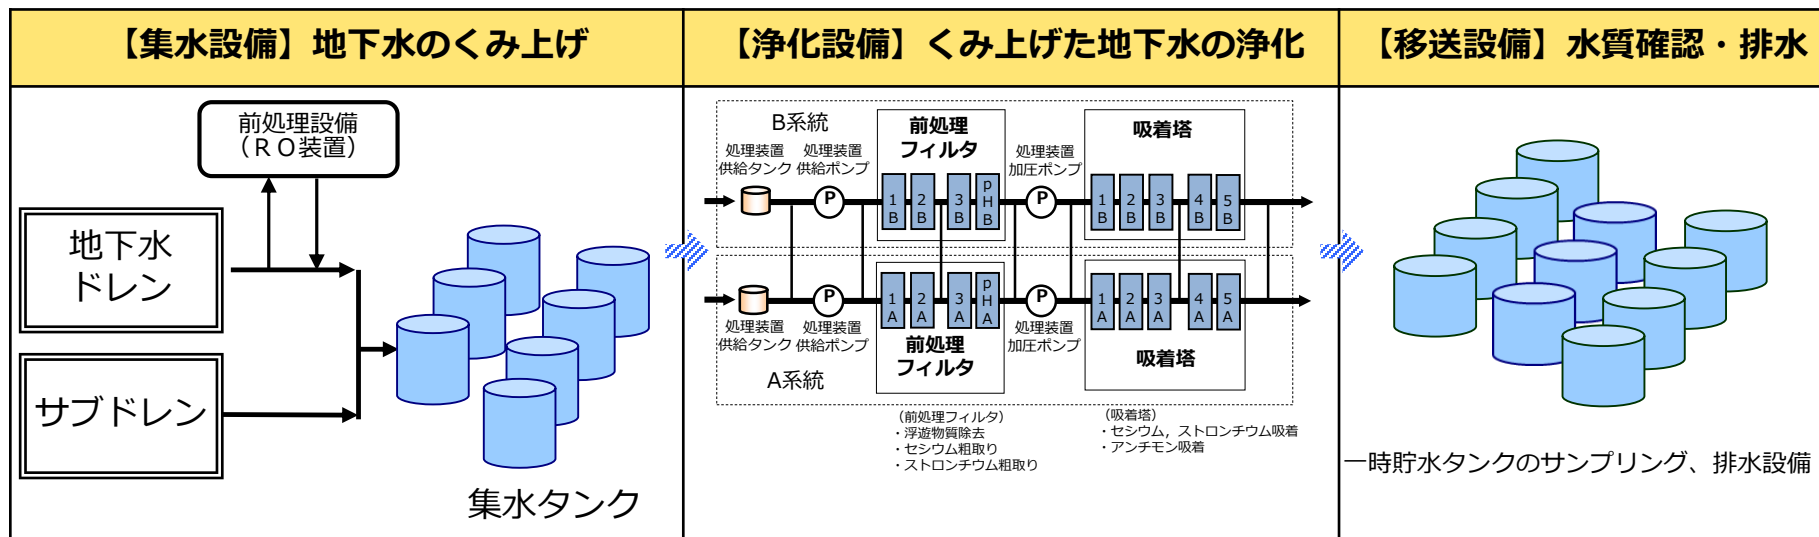 【集水設備】地下水のくみ上げ
【浄化設備】くみ上げた地下水の浄化
【移送設備】水質確認・排水
前処理設備
（ＲＯ装置）
地下水
ドレン
サブドレン
集水タンク
B系統
処理装置
供給タンク
処理装置
供給ポンプ
前処理
フィルタ
処理装置
加圧ポンプ
吸着塔
P
1B
2B
3B
pHB
P
1B
2B
3B
4B
5B
P
1A
2A
3A
pHA
P
1A
2A
3A
4A
5A
処理装置
供給タンク
処理装置
供給ポンプ
前処理
フィルタ
処理装置
加圧ポンプ
吸着塔
A系統
（前処理フィルタ）
・浮遊物質除去
・セシウム粗取り
・ストロンチウム粗取り
（吸着塔）
・セシウム，ストロンチウム吸着
・アンチモン吸着
一時貯水タンクのサンプリング、排水設備